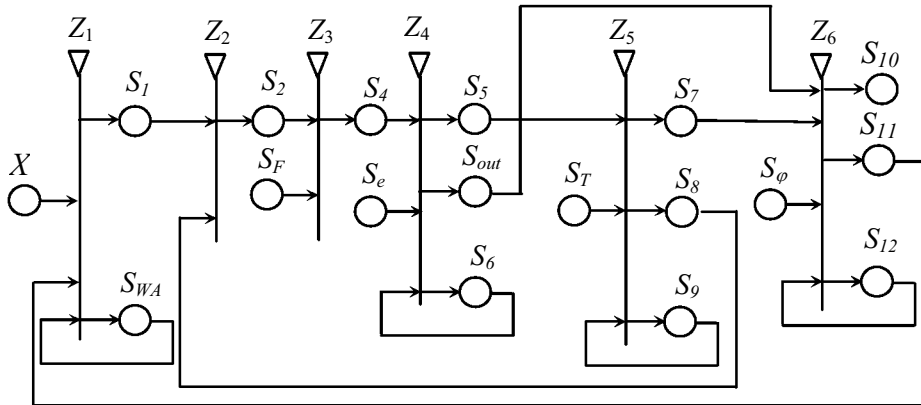 Z1 Z2 Z3 Z4 Z5 Z6
S1 S2 S4 S5 S7 S10
X SF Se Sout ST S8 Sφ S11
SWA S6 S9 S12